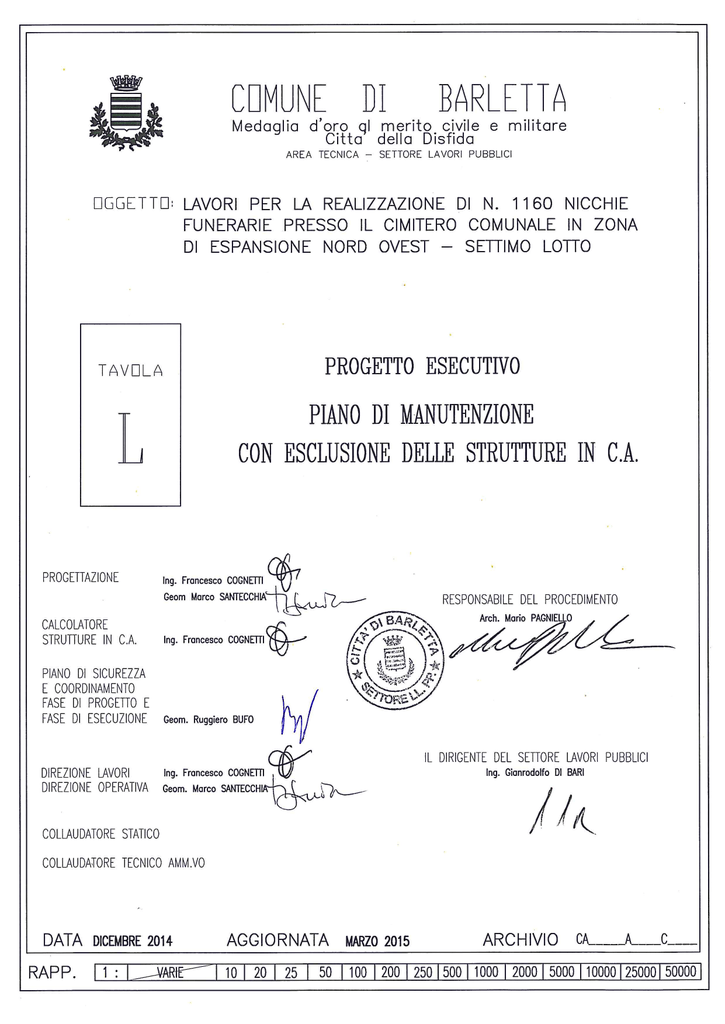 COMUNE DI BARLETTA
Medaglia d'oro ql merito civile e militare
Citta' della Disfida
AREA TECNICA – SETTORE LAVORI PUBBLICI
OGGETTO: LAVORI PER LA REALIZZAZIONE DI N. 1160 NICCHIE
FUNERARIE PRESSO IL CIMITERO COMUNALE IN ZONA
DI ESPANSIONE NORD OVEST – SETTIMO LOTTO
TAVOLA
L
PROGETTO ESECUTIVO
PIANO DI MANUTENZIONE
CON ESCLUSIONE DELLE STRUTTURE IN C.A.
PROGETTAZIONE Ing. Francesco COGNETTI
Geom Marco SANTECCHIA
CALCOLATORE
STRUTTURE IN C.A. Ing. Francesco COGNETTI
PIANO DI SICUREZZA
E COORDINAMENTO
FASE DI PROGETTO E
FASE DI ESECUZIONE Geom. Ruggiero BUFO
DIREZIONE LAVORI Ing. Francesco COGNETTI
DIREZIONE OPERATIVA Geom. Marco SANTECCHIA
COLLAUDATORE STATICO
COLLAUDATORE TECNICO AMM.VO
RESPONSABILE DEL PROCEDIMENTO
Arch. Mario PAGNIELLO
CITTA' DI BARLETTA
SETTORE LL. PP.
IL DIRIGENTE DEL SETTORE LAVORI PUBBLICI
Ing. Gianrodolfo DI BARI
DATA DICEMBRE 2014 AGGIORNATA MARZO 2015 ARCHIVIO CA_____A_____C_____
RAPP. 1 : VARIE 10 20 25 50 100 200 250 500 1000 2000 5000 10000 25000 50000